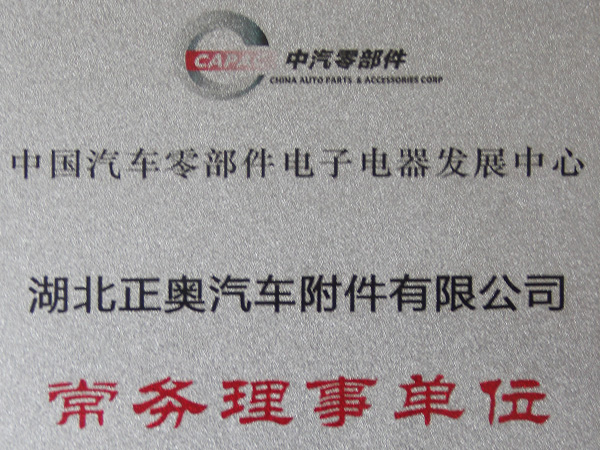 CAPAC 中汽零部件
CHINA AUTO PARTS & ACCESSORIES CORP
中国汽车零部件电子电器发展中心
湖北正奥汽车附件有限公司
常务理事单位